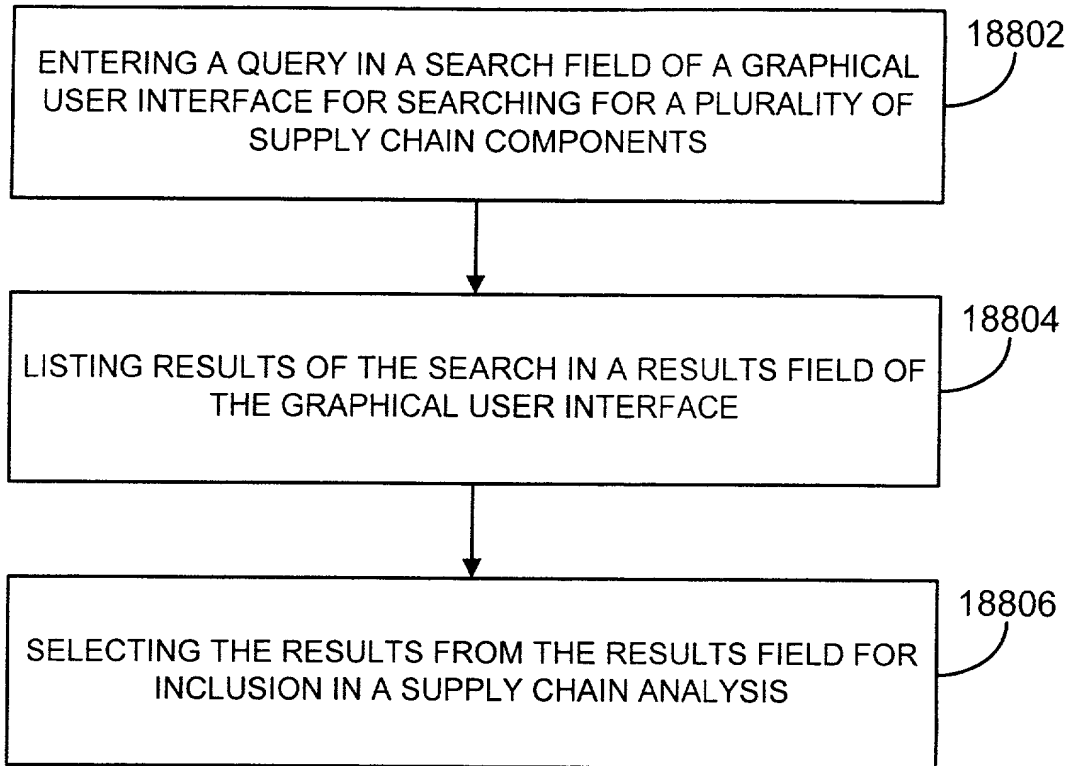 18802
ENTERING A QUERY IN A SEARCH FIELD OF A GRAPHICAL
USER INTERFACE FOR SEARCHING FOR A PLURALITY OF
SUPPLY CHAIN COMPONENTS
18804
LISTING RESULTS OF THE SEARCH IN A RESULTS FIELD OF
THE GRAPHICAL USER INTERFACE
18806
SELECTING THE RESULTS FROM THE RESULTS FIELD FOR
INCLUSION IN A SUPPLY CHAIN ANALYSIS